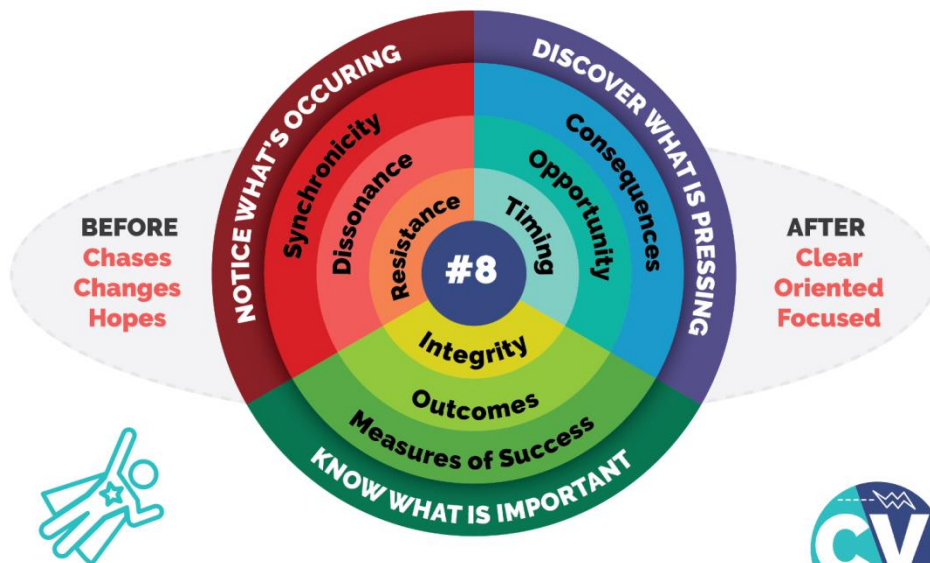 NOTICE WHAT'S OCCURING
DISCOVER WHAT IS PRESSING
KNOW WHAT IS IMPORTANT
Synchronicity
Dissonance
Resistance
Consequences
Opportunity
Timing
#8
Integrity
Outcomes
Measures of Success
BEFORE
Chases
Changes
Hopes
AFTER
Clear
Oriented
Focused
CV